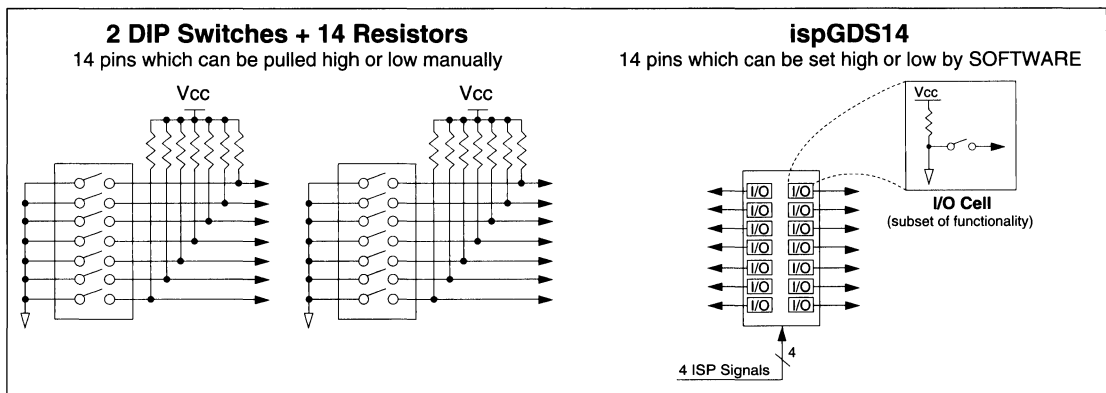 2 DIP Switches + 14 Resistors
14 pins which can be pulled high or low manually
Vcc
Vcc
ispGDS14
14 pins which can be set high or low by SOFTWARE
Vcc
I/O Cell
(subset of functionality)
I/O I/O
I/O I/O
I/O I/O
I/O I/O
I/O I/O
I/O I/O
I/O I/O
4
4 ISP Signals